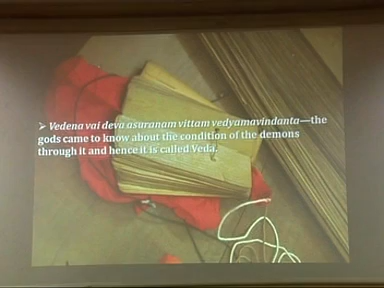 ➢ Vedena vai deva asuranam vittam vedyamavindanta—the
gods came to know about the condition of the demons
through it and hence it is called Veda.